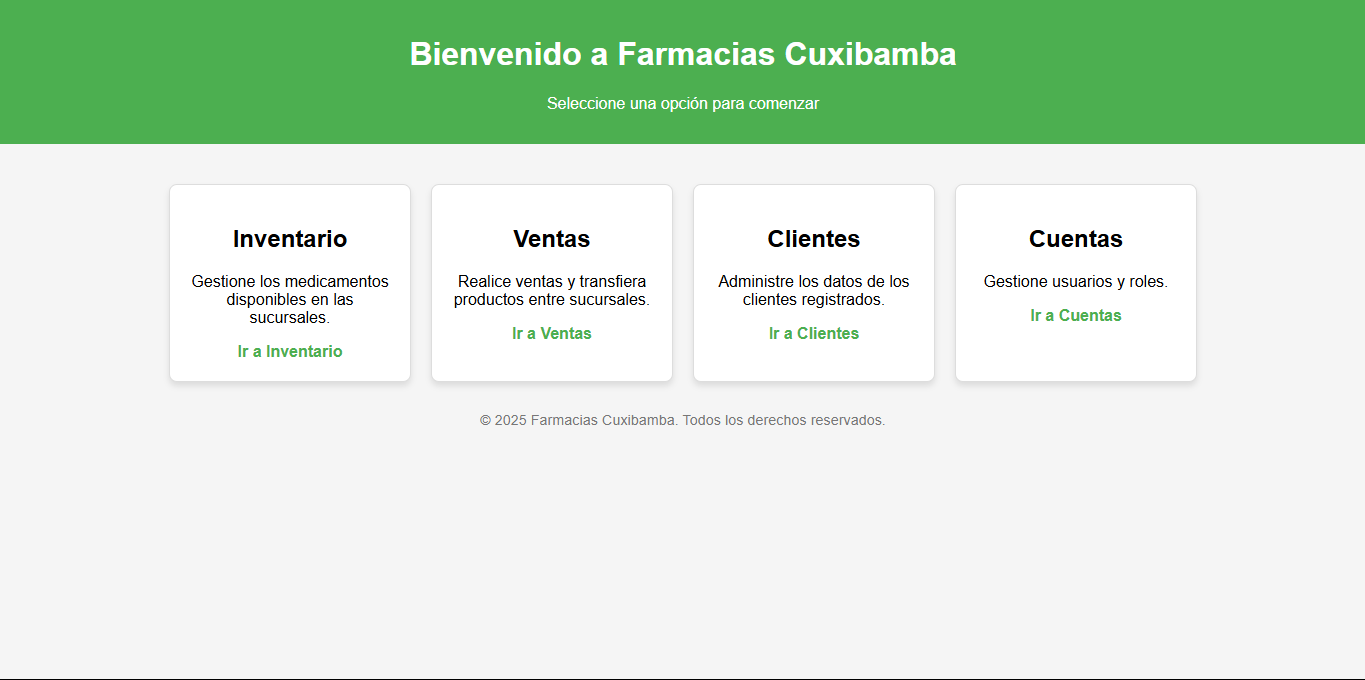 Bienvenido a Farmacias Cuxibamba
Seleccione una opción para comenzar
Inventario
Gestione los medicamentos
disponibles en las
sucursales.
Ir a Inventario
Ventas
Realice ventas y transfiera
productos entre sucursales.
Ir a Ventas
Clientes
Administre los datos de los
clientes registrados.
Ir a Clientes
Cuentas
Gestione usuarios y roles.
Ir a Cuentas
© 2025 Farmacias Cuxibamba. Todos los derechos reservados.